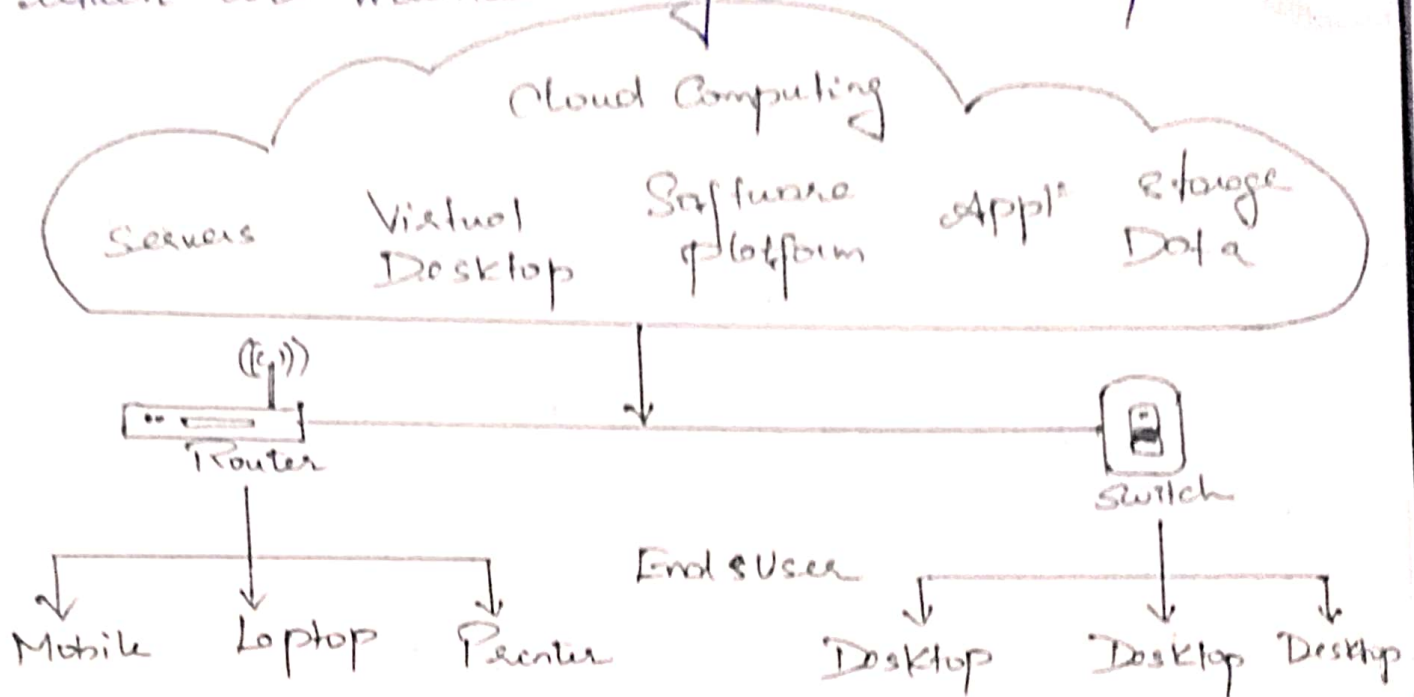 Cloud Computing
Servers
Virtual
Desktop
Software
platform
Appl"
Storage
Data
Router
Switch
End & User
Mobile
Laptop
Printer
Desktop
Desktop
Desktop